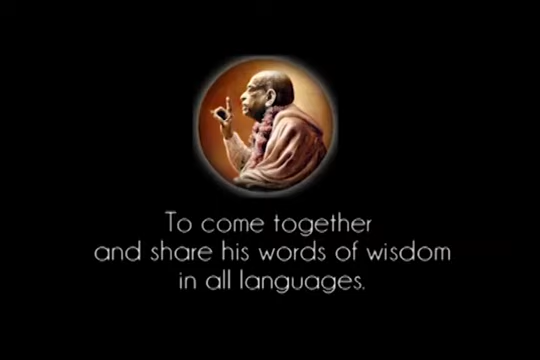 To come together
and share his words of wisdom
in all languages.